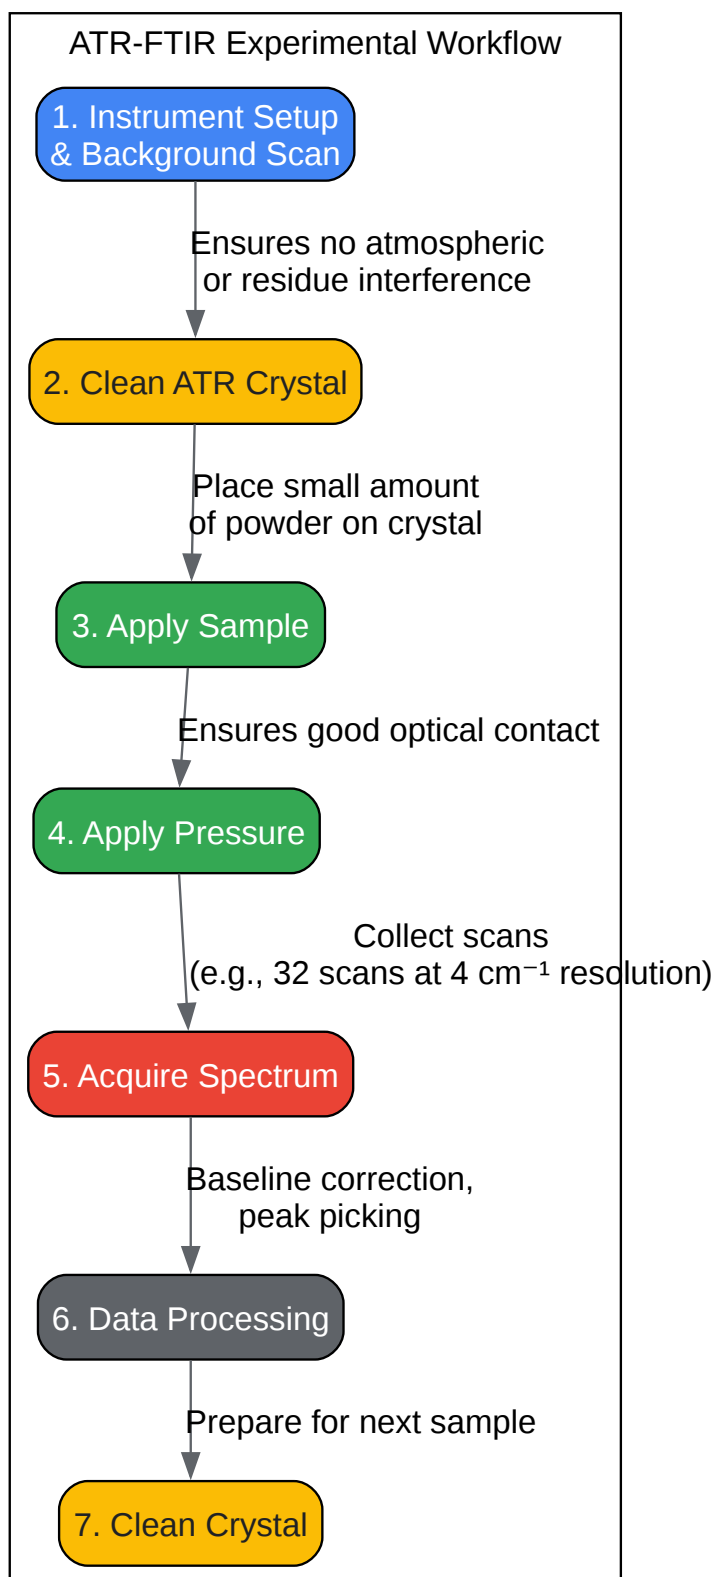 ATR-FTIR Experimental Workflow
1. Instrument Setup
& Background Scan
Ensures no atmospheric
or residue interference
2. Clean ATR Crystal
Place small amount
of powder on crystal
3. Apply Sample
Ensures good optical contact
4. Apply Pressure
Collect scans
(e.g., 32 scans at 4 cm⁻¹ resolution)
5. Acquire Spectrum
Baseline correction,
peak picking
6. Data Processing
Prepare for next sample
7. Clean Crystal